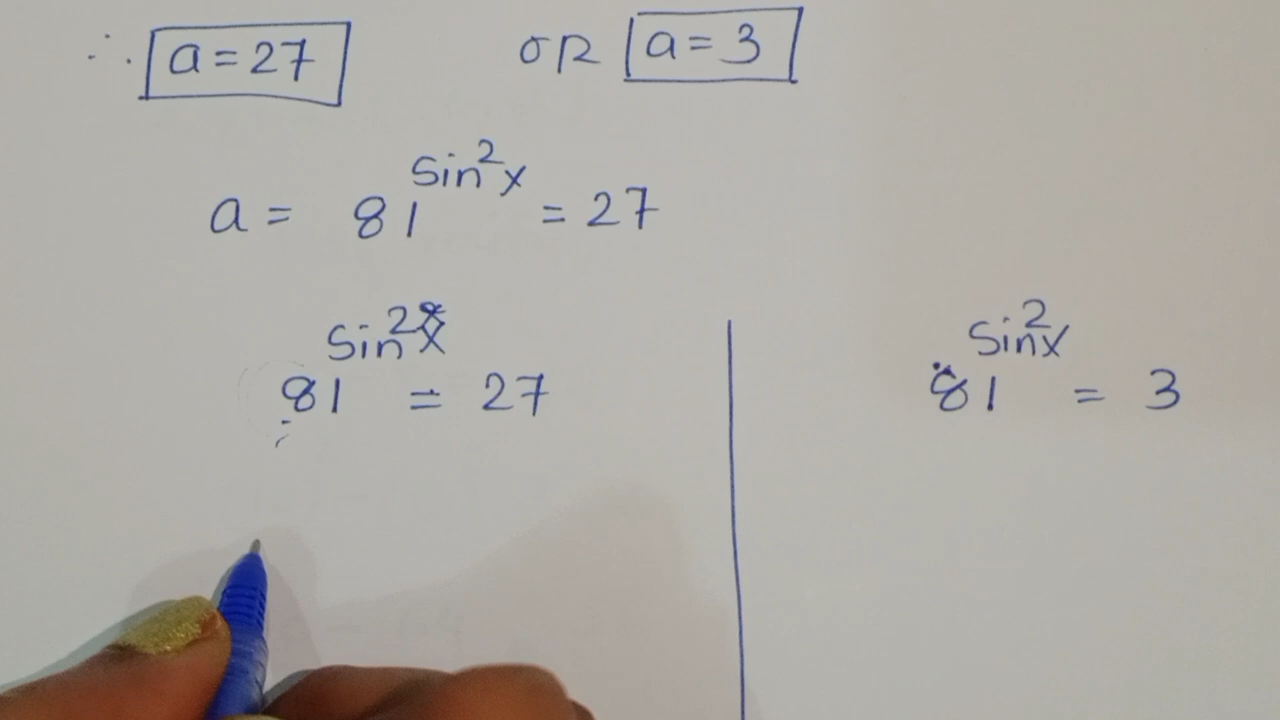 ∴ a = 27 or a = 3
a = 81^sin²x = 27
81^sin²x = 27
81^sin²x = 3